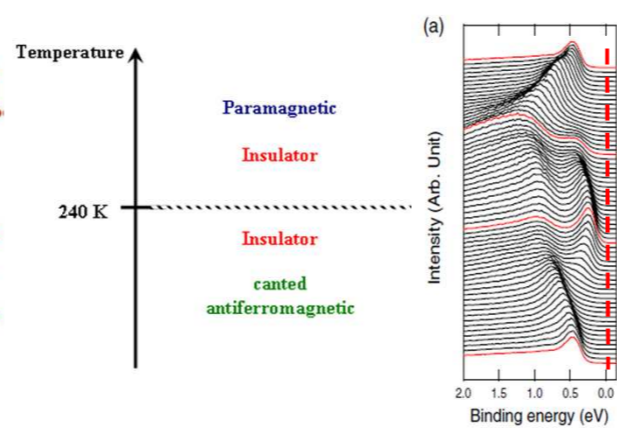 Temperature
Paramagnetic
Insulator
240 K
Insulator
canted
antiferromagnetic
(a)
Intensity (Arb. Unit)
2.0 1.5 1.0 0.5 0.0
Binding energy (eV)